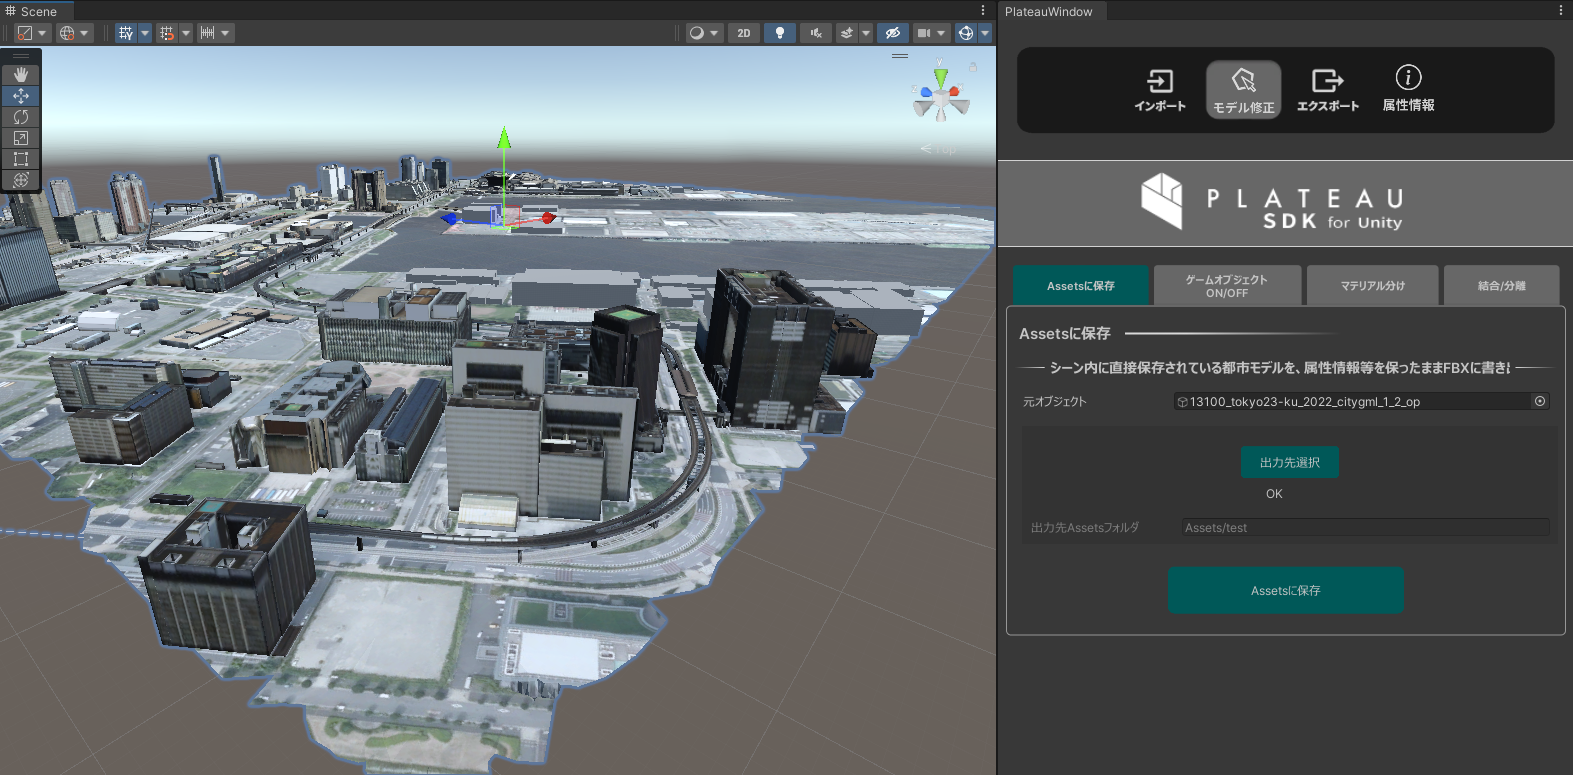 Scene
PlateauWindow
2D
y
Top
インポート
モデル修正
エクスポート
属性情報
PLATEAU
SDK for Unity
Assetsに保存
ゲームオブジェクト
ON/OFF
マテリアル分け
結合/分離
Assetsに保存
シーン内に直接保存されている都市モデルを、属性情報等を保ったままFBXに書き
元オブジェクト
13100_tokyo23-ku_2022_citygml_1_2_op
出力先選択
OK
出力先Assetsフォルダ
Assets/test
Assetsに保存